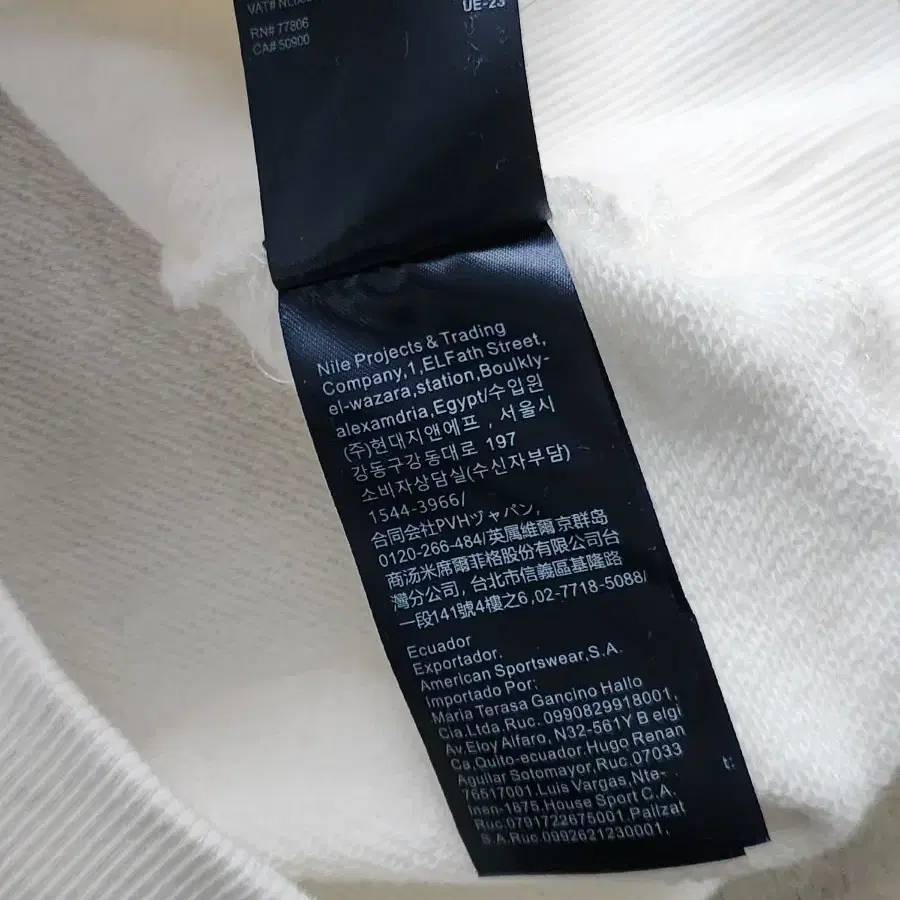 VAT#
UE-23
RN# 77806
CA# 50900
Nile Projects & Trading
Company,1,ELFath Street,
el-wazara,station,Boulkly-
alexamdria,Egypt/수입원
(주)현대지앤에프 , 서울시
강동구강동대로 197
소비자상담실(수신자부담)
1544-3966/
合同会社PVHヅャパン,
0120-266-484/英属維爾京群岛
商汤米席爾菲格股份有限公司台
灣分公司, 台北市信義區基隆路
一段141號4樓之6,02-7718-5088/
Ecuador
Exportador:
American Sportswear,S.A.
Importado Por:
Maria Terasa Gancino Hallo
Cia.Ltda.Ruc. 0990829918001,
Av.Eloy Alfaro, N32-561Y B elgi
Ca,Quito-ecuador.Hugo Renan
Aguilar Sotomayor,Ruc.07033
76517001.Luis Vargas,Nte-
Inen-1875,House Sport C.A.
Ruc.0791722675001. Pailzat
S.A.Ruc 0992621230001,
t: